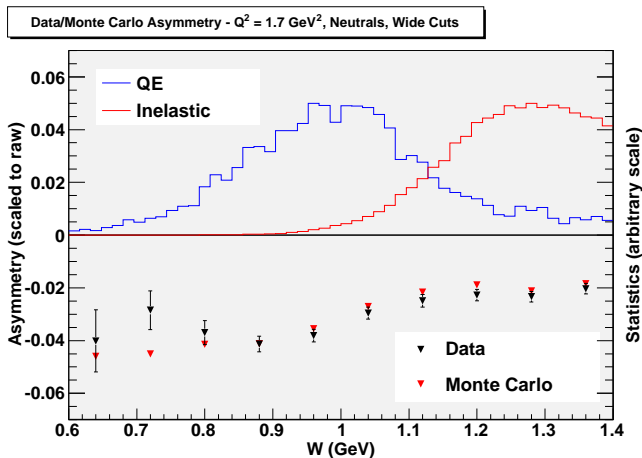 Data/Monte Carlo Asymmetry - Q² = 1.7 GeV², Neutrals, Wide Cuts
Asymmetry (scaled to raw)
0.06
0.04
0.02
0
-0.02
-0.04
-0.06
QE
Inelastic
Data
Monte Carlo
Statistics (arbitrary scale)
0.6 0.7 0.8 0.9 1 1.1 1.2 1.3 1.4
W (GeV)